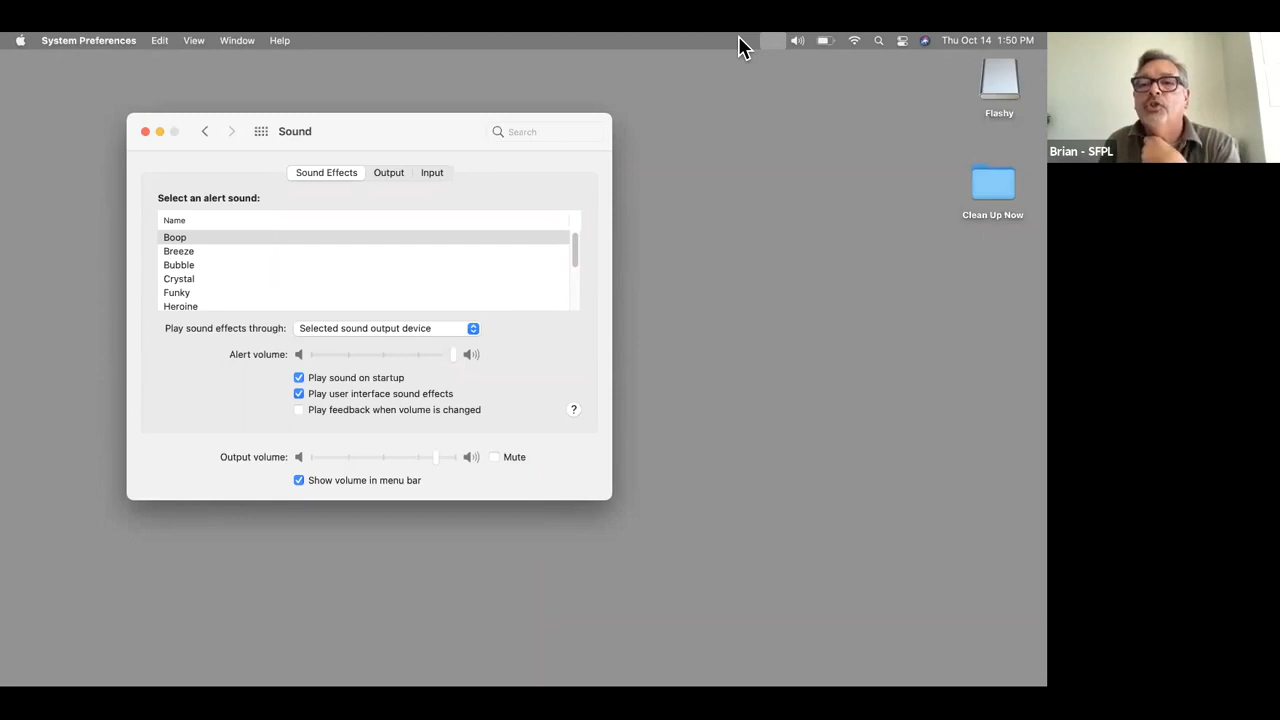 System Preferences Edit View Window Help Thu Oct 14 1:50 PM
Flashy
Brian - SFPL
Clean Up Now
Sound
Search
Sound Effects Output Input
Select an alert sound:
Name
Boop
Breeze
Bubble
Crystal
Funky
Heroine
Play sound effects through: Selected sound output device
Alert volume:
Play sound on startup
Play user interface sound effects
Play feedback when volume is changed ?
Output volume: Mute
Show volume in menu bar